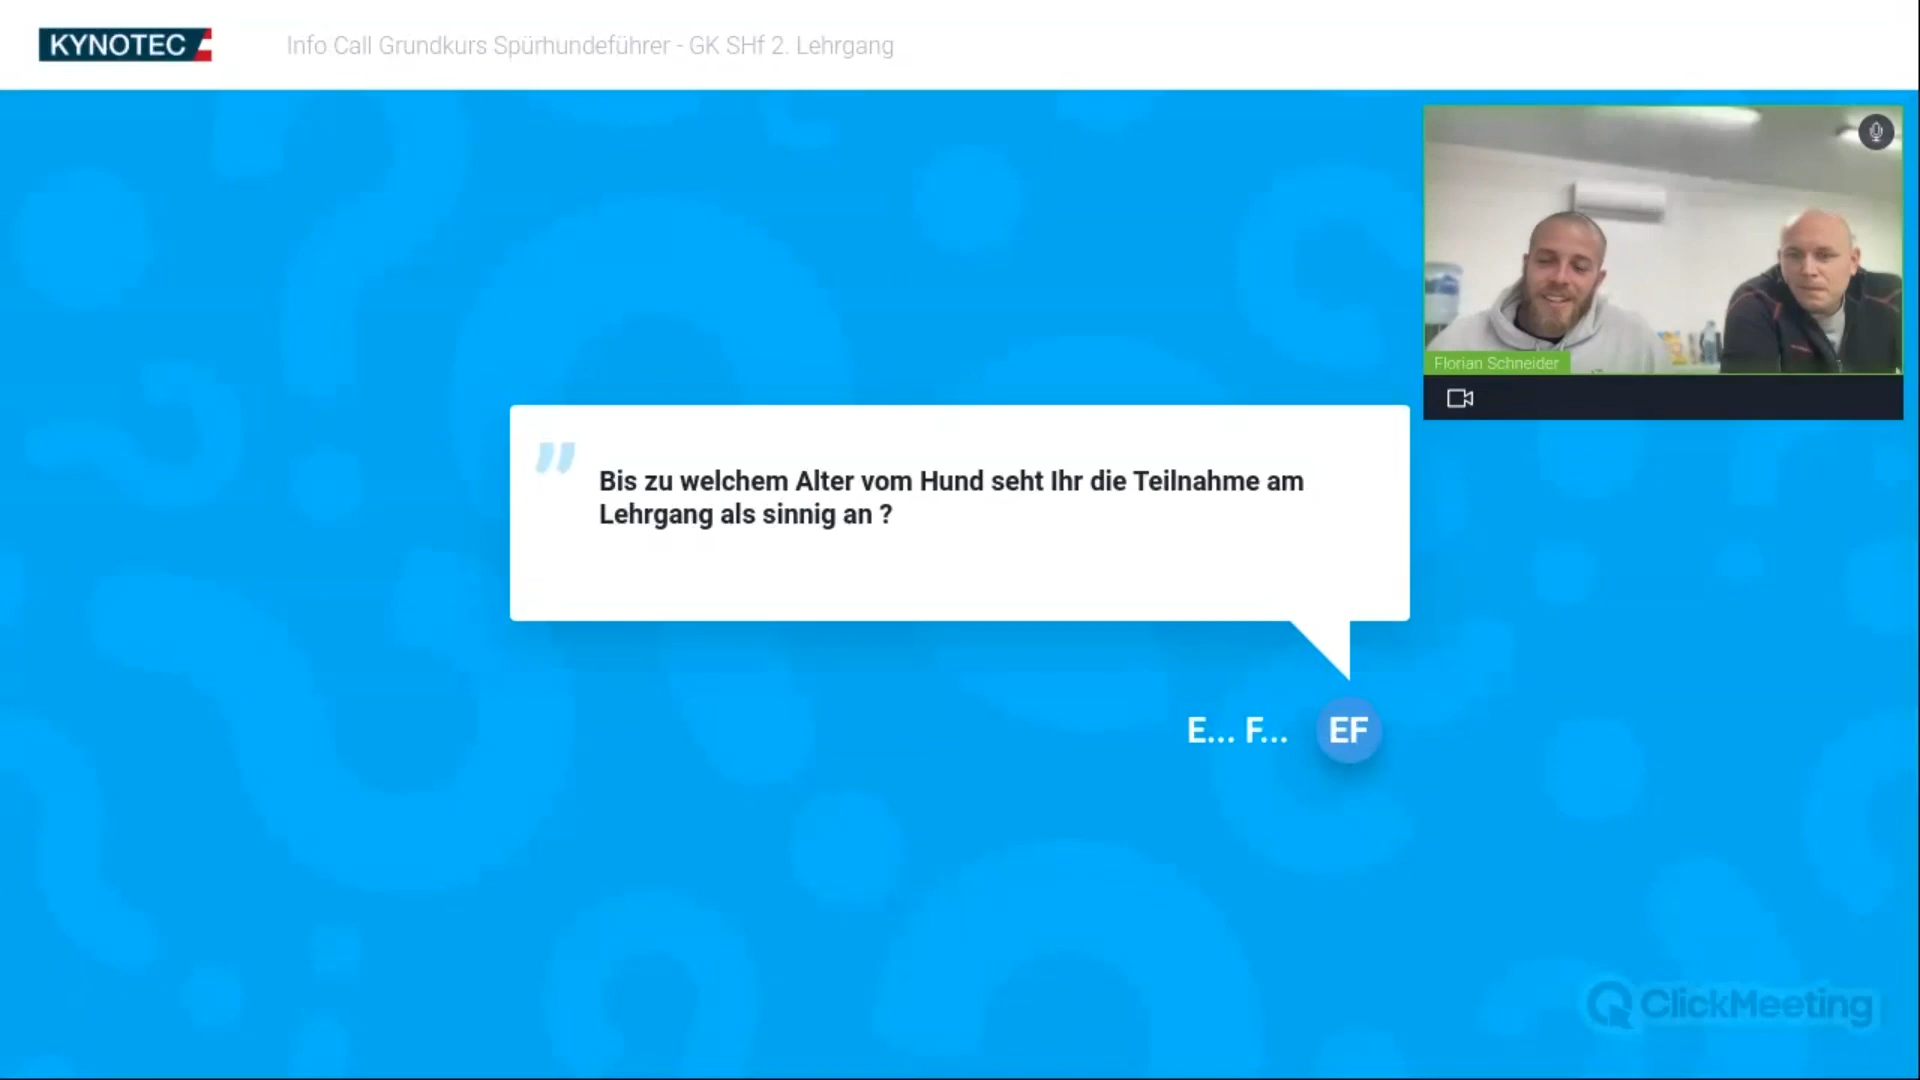 KYNOTEC
Info Call Grundkurs Spürhundeführer - GK SHf 2. Lehrgang
Florian Schneider
Bis zu welchem Alter vom Hund seht Ihr die Teilnahme am
Lehrgang als sinnig an ?
E... F...
EF
ClickMeeting